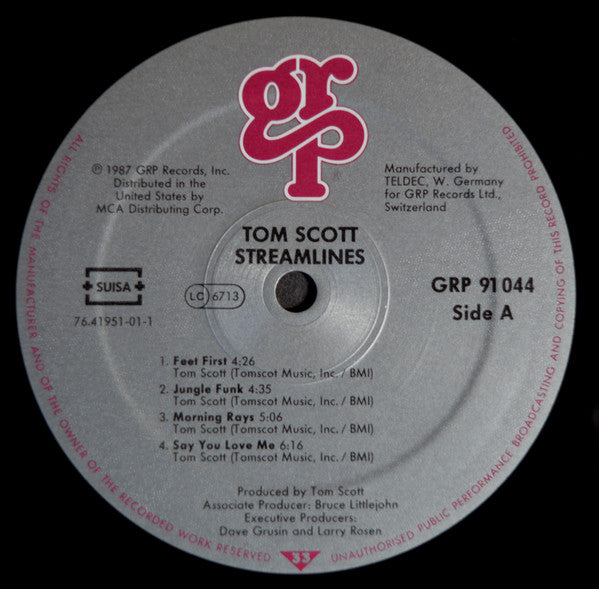 grp
℗ 1987 GRP Records, Inc.
Distributed in the
United States by
MCA Distributing Corp.
Manufactured by
TELDEC, W. Germany
for GRP Records Ltd.,
Switzerland
TOM SCOTT
STREAMLINES
SUISA
76.41951-01-1
LC 6713
GRP 91 044
Side A
1. Feet First 4:26
Tom Scott (Tomscot Music, Inc. / BMI)
2. Jungle Funk 4:35
Tom Scott (Tomscot Music, Inc. / BMI)
3. Morning Rays 5:06
Tom Scott (Tomscot Music, Inc. / BMI)
4. Say You Love Me 6:16
Tom Scott (Tomscot Music, Inc. / BMI)
Produced by Tom Scott
Associate Producer: Bruce Littlejohn
Executive Producers:
Dave Grusin and Larry Rosen
ALL RIGHTS OF THE MANUFACTURER AND OF THE OWNER OF THE RECORDED WORK RESERVED
33
UNAUTHORISED PUBLIC PERFORMANCE BROADCASTING AND COPYING OF THIS RECORD PROHIBITED